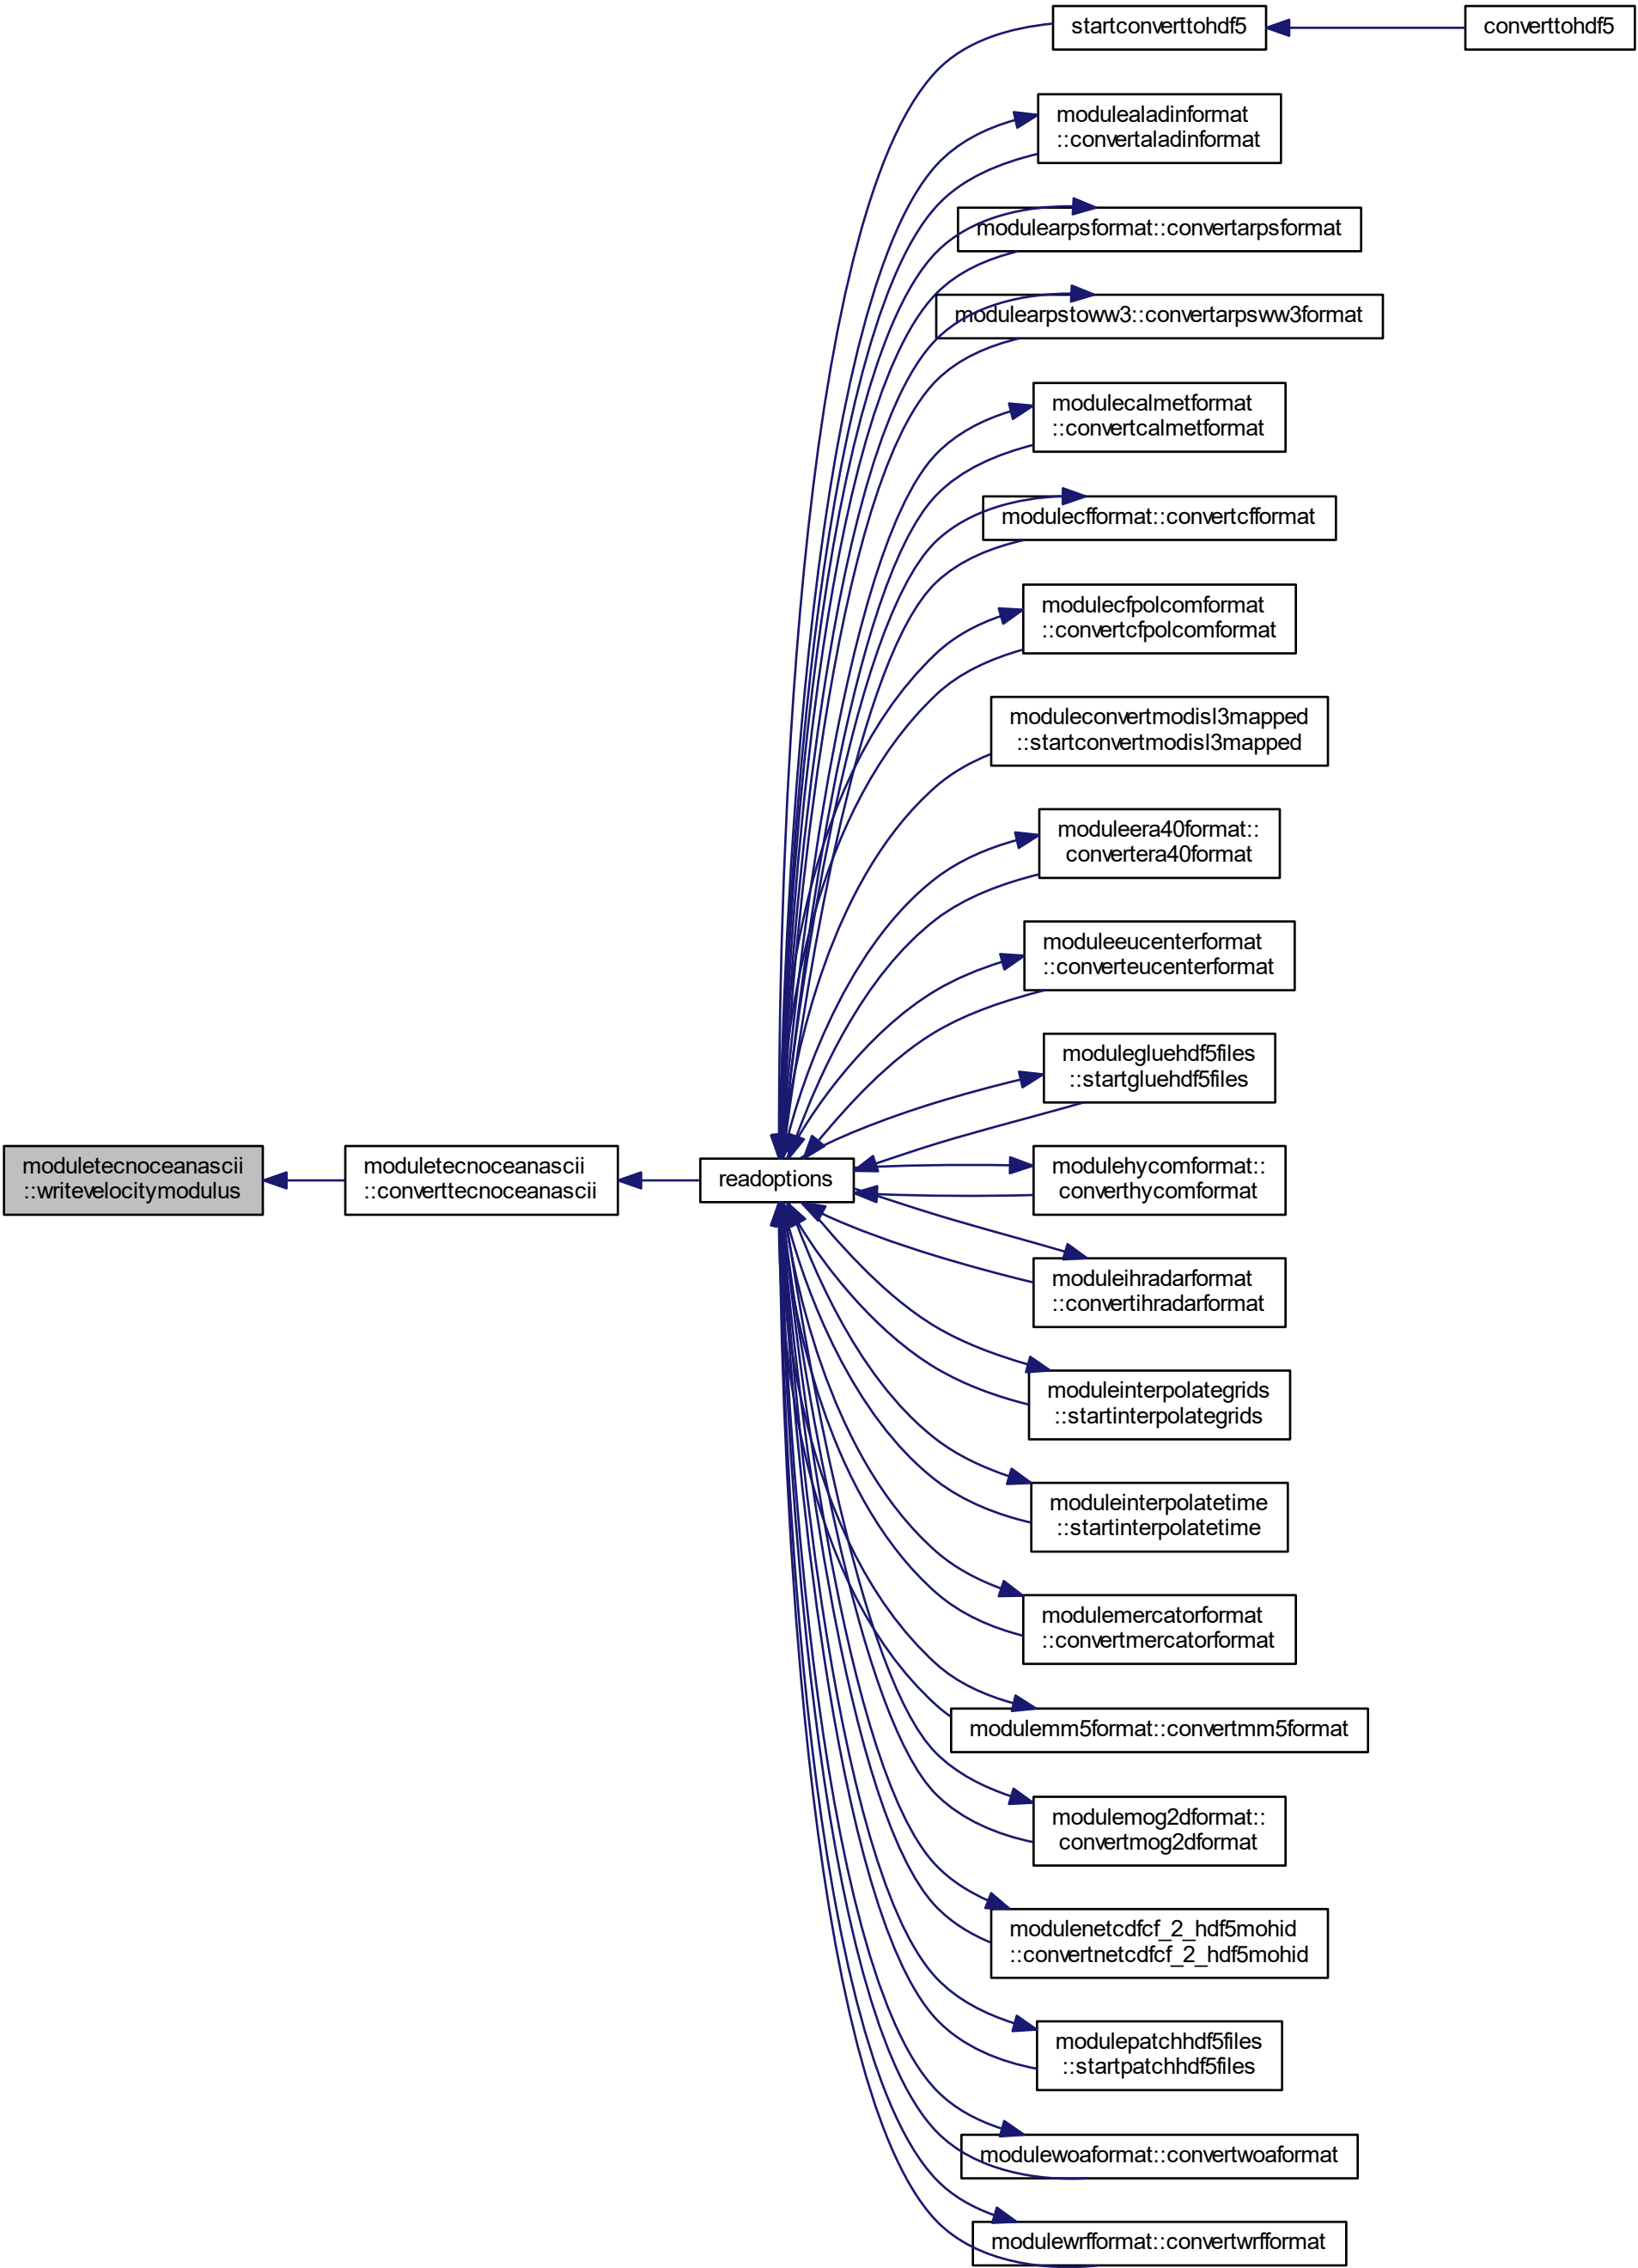 startconverttohdf5
converttohdf5
modulealadinformat
::convertaladinformat
modulearpsformat::convertarpsformat
modulearpstoww3::convertarpsww3format
modulecalmetformat
::convertcalmetformat
modulecfformat::convertcfformat
modulecfpolcomformat
::convertcfpolcomformat
moduleconvertmodisl3mapped
::startconvertmodisl3mapped
moduleera40format::
convertera40format
moduleeucenterformat
::converteucenterformat
modulegluehdf5files
::startgluehdf5files
moduletecnoceanascii
::writevelocitymodulus
moduletecnoceanascii
::converttecnoceanascii
readoptions
modulehycomformat::
converthycomformat
moduleihradarformat
::convertihradarformat
moduleinterpolategrids
::startinterpolategrids
moduleinterpolatetime
::startinterpolatetime
modulemercatorformat
::convertmercatorformat
modulemm5format::convertmm5format
modulemog2dformat::
convertmog2dformat
modulenetcdfcf_2_hdf5mohid
::convertnetcdfcf_2_hdf5mohid
modulepatchhdf5files
::startpatchhdf5files
modulewoaformat::convertwoaformat
modulewrfformat::convertwrfformat